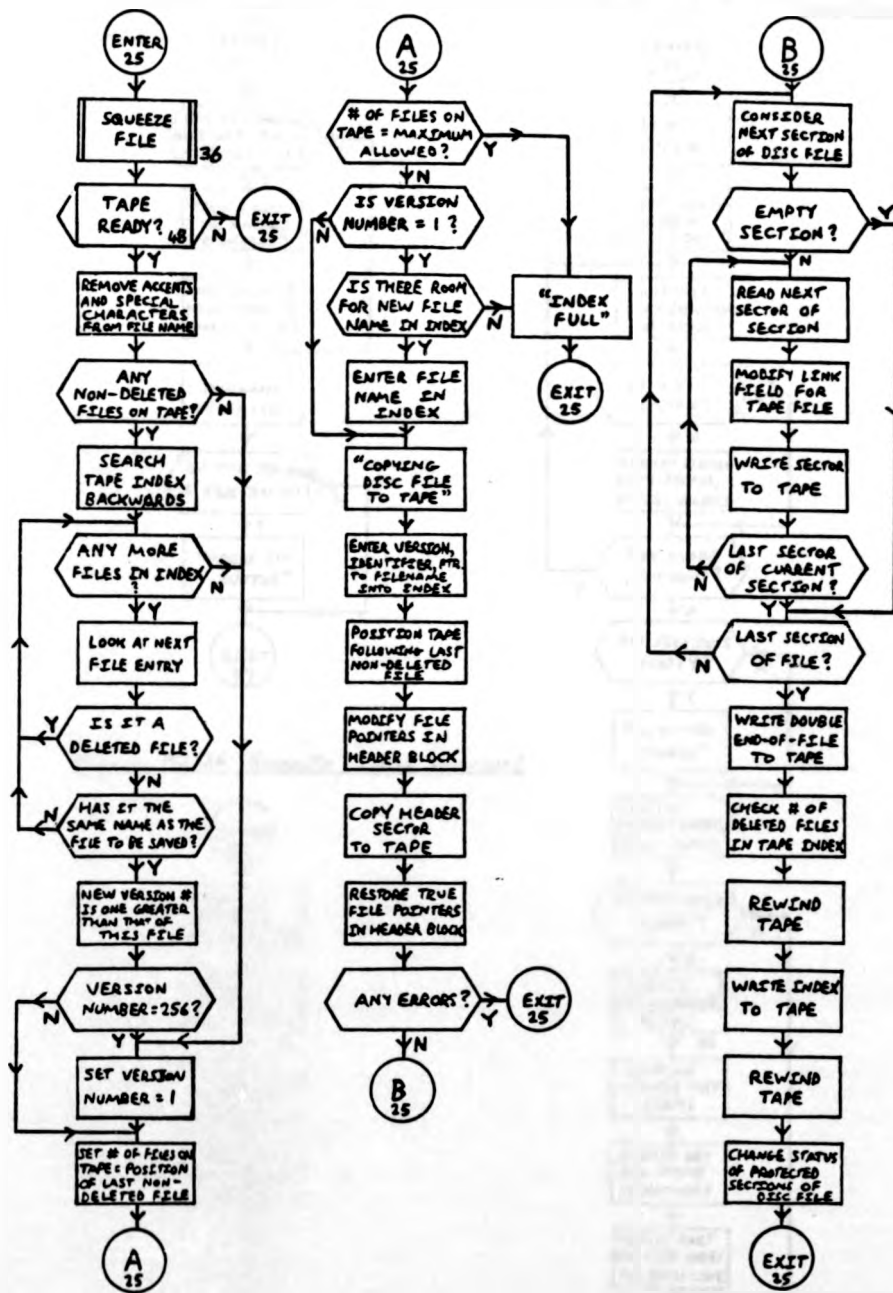 ENTER
25
SQUEEZE
FILE
36
TAPE
READY?
48
N
EXIT
25
Y
REMOVE ACCENTS
AND SPECIAL
CHARACTERS
FROM FILE NAME
ANY
NON-DELETED
FILES ON TAPE?
N
Y
SEARCH
TAPE INDEX
BACKWARDS
ANY MORE
FILES IN INDEX
N
Y
LOOK AT NEXT
FILE ENTRY
Y
IS IT A
DELETED FILE?
N
N
HAS IT THE
SAME NAME AS THE
FILE TO BE SAVED?
Y
NEW VERSION #
IS ONE GREATER
THAN THAT OF
THIS FILE
N
VERSION
NUMBER=256?
Y
SET VERSION
NUMBER = 1
SET # OF FILES ON
TAPE = POSITION
OF LAST NON-
DELETED FILE
A
25
A
25
# OF FILES ON
TAPE = MAXIMUM
ALLOWED?
Y
N
N
IS VERSION
NUMBER = 1?
Y
IS THERE ROOM
FOR NEW FILE
NAME IN INDEX
N
"INDEX
FULL"
EXIT
25
Y
ENTER FILE
NAME IN
INDEX
"COPYING
DISC FILE
TO TAPE"
ENTER VERSION,
IDENTIFIER, PTR.
TO FILENAME
INTO INDEX
POSITION TAPE
FOLLOWING LAST
NON-DELETED
FILE
MODIFY FILE
POINTERS IN
HEADER BLOCK
COPY HEADER
SECTOR
TO TAPE
RESTORE TRUE
FILE POINTERS
IN HEADER BLOCK
ANY ERRORS?
Y
EXIT
25
N
B
25
B
25
CONSIDER
NEXT SECTION
OF DISC FILE
EMPTY
SECTION?
Y
N
READ NEXT
SECTOR OF
SECTION
MODIFY LINK
FIELD FOR
TAPE FILE
WRITE SECTOR
TO TAPE
LAST SECTOR
OF CURRENT
SECTION?
N
Y
LAST SECTION
OF FILE?
N
Y
WRITE DOUBLE
END-OF-FILE
TO TAPE
CHECK # OF
DELETED FILES
IN TAPE INDEX
REWIND
TAPE
WRITE INDEX
TO TAPE
REWIND
TAPE
CHANGE STATUS
OF PROTECTED
SECTIONS OF
DISC FILE
EXIT
25